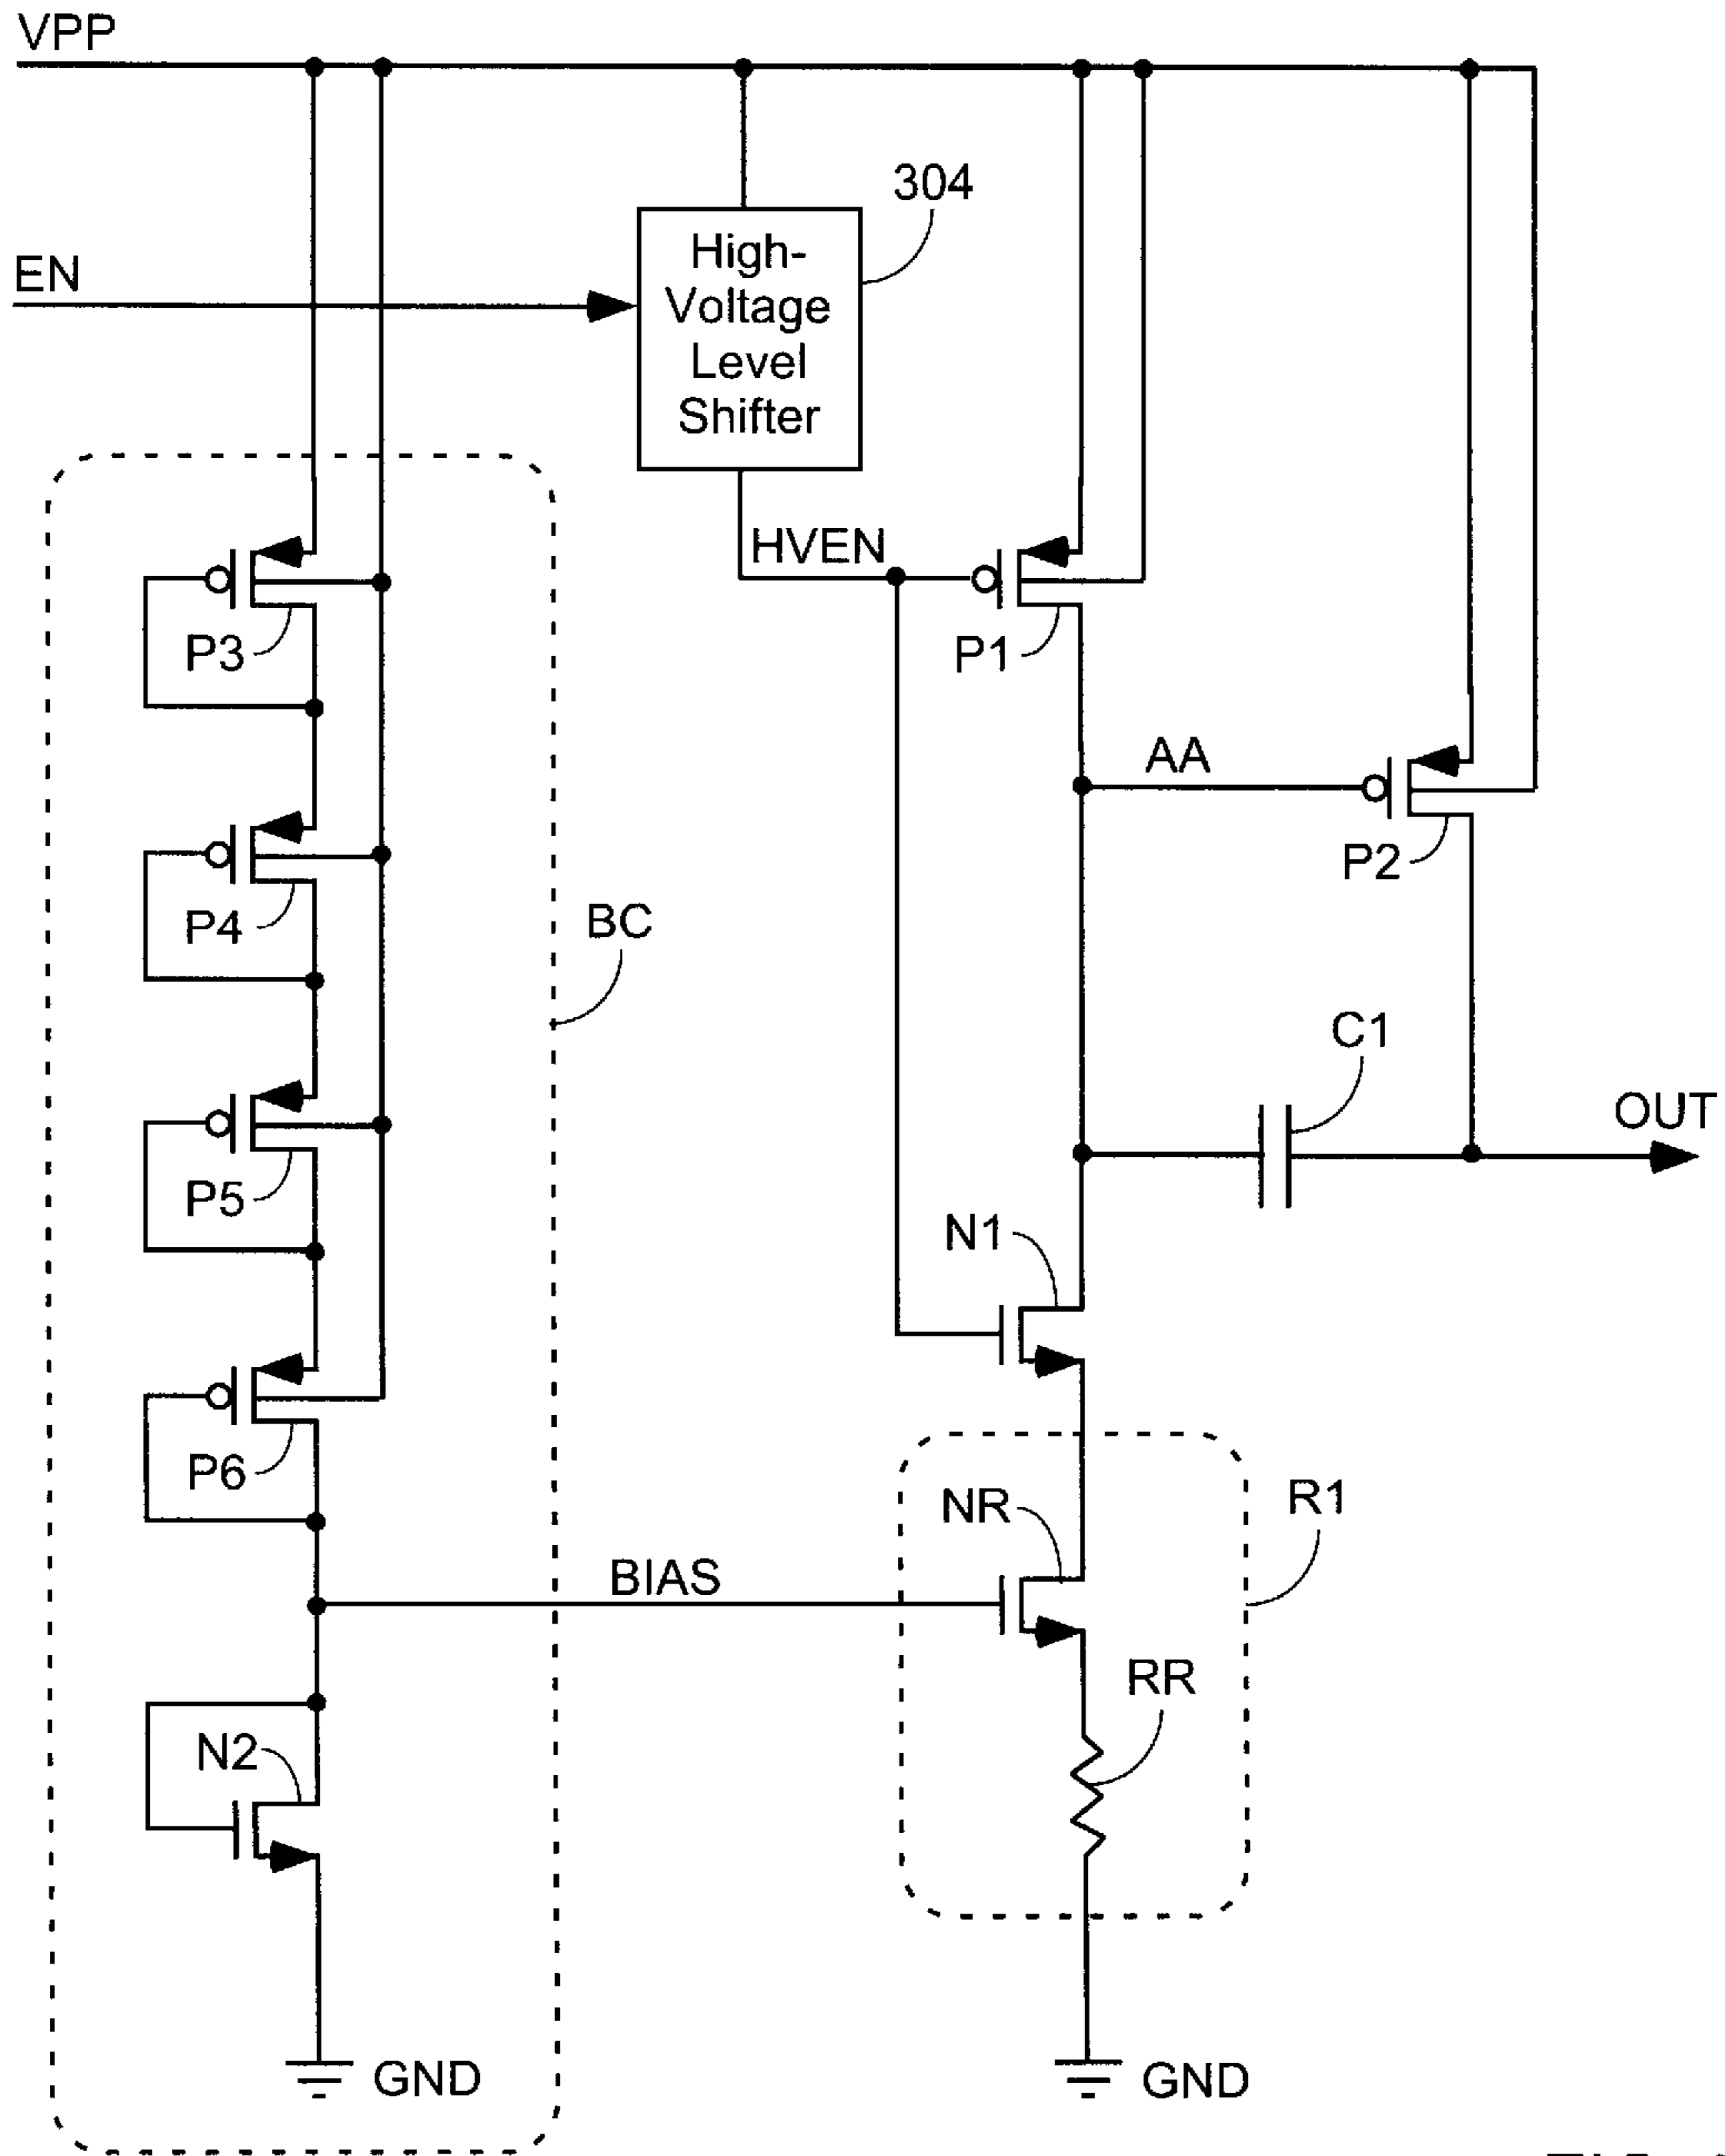 VPP
304
High-
Voltage
Level
Shifter
EN
HVEN
P3
P1
AA
P2
P4
BC
C1
OUT
P5
N1
P6
NR
R1
BIAS
RR
N2
GND
GND